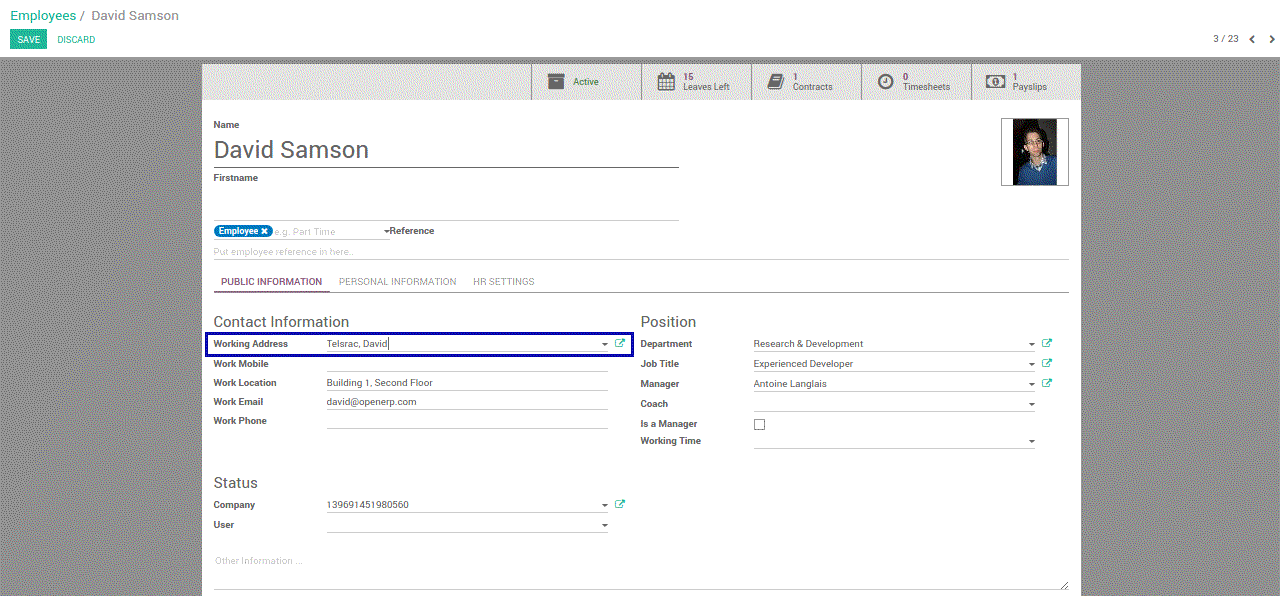 Employees / David Samson
SAVE DISCARD 3 / 23
Active 15 Leaves Left 1 Contracts 0 Timesheets 1 Payslips
Name
David Samson
Firstname
Employee e.g. Part Time Reference
Put employee reference in here..
PUBLIC INFORMATION PERSONAL INFORMATION HR SETTINGS
Contact Information
Working Address Telsrac, David
Work Mobile
Work Location Building 1, Second Floor
Work Email david@openerp.com
Work Phone
Position
Department Research & Development
Job Title Experienced Developer
Manager Antoine Langlais
Coach
Is a Manager
Working Time
Status
Company 139691451980560
User
Other Information ...